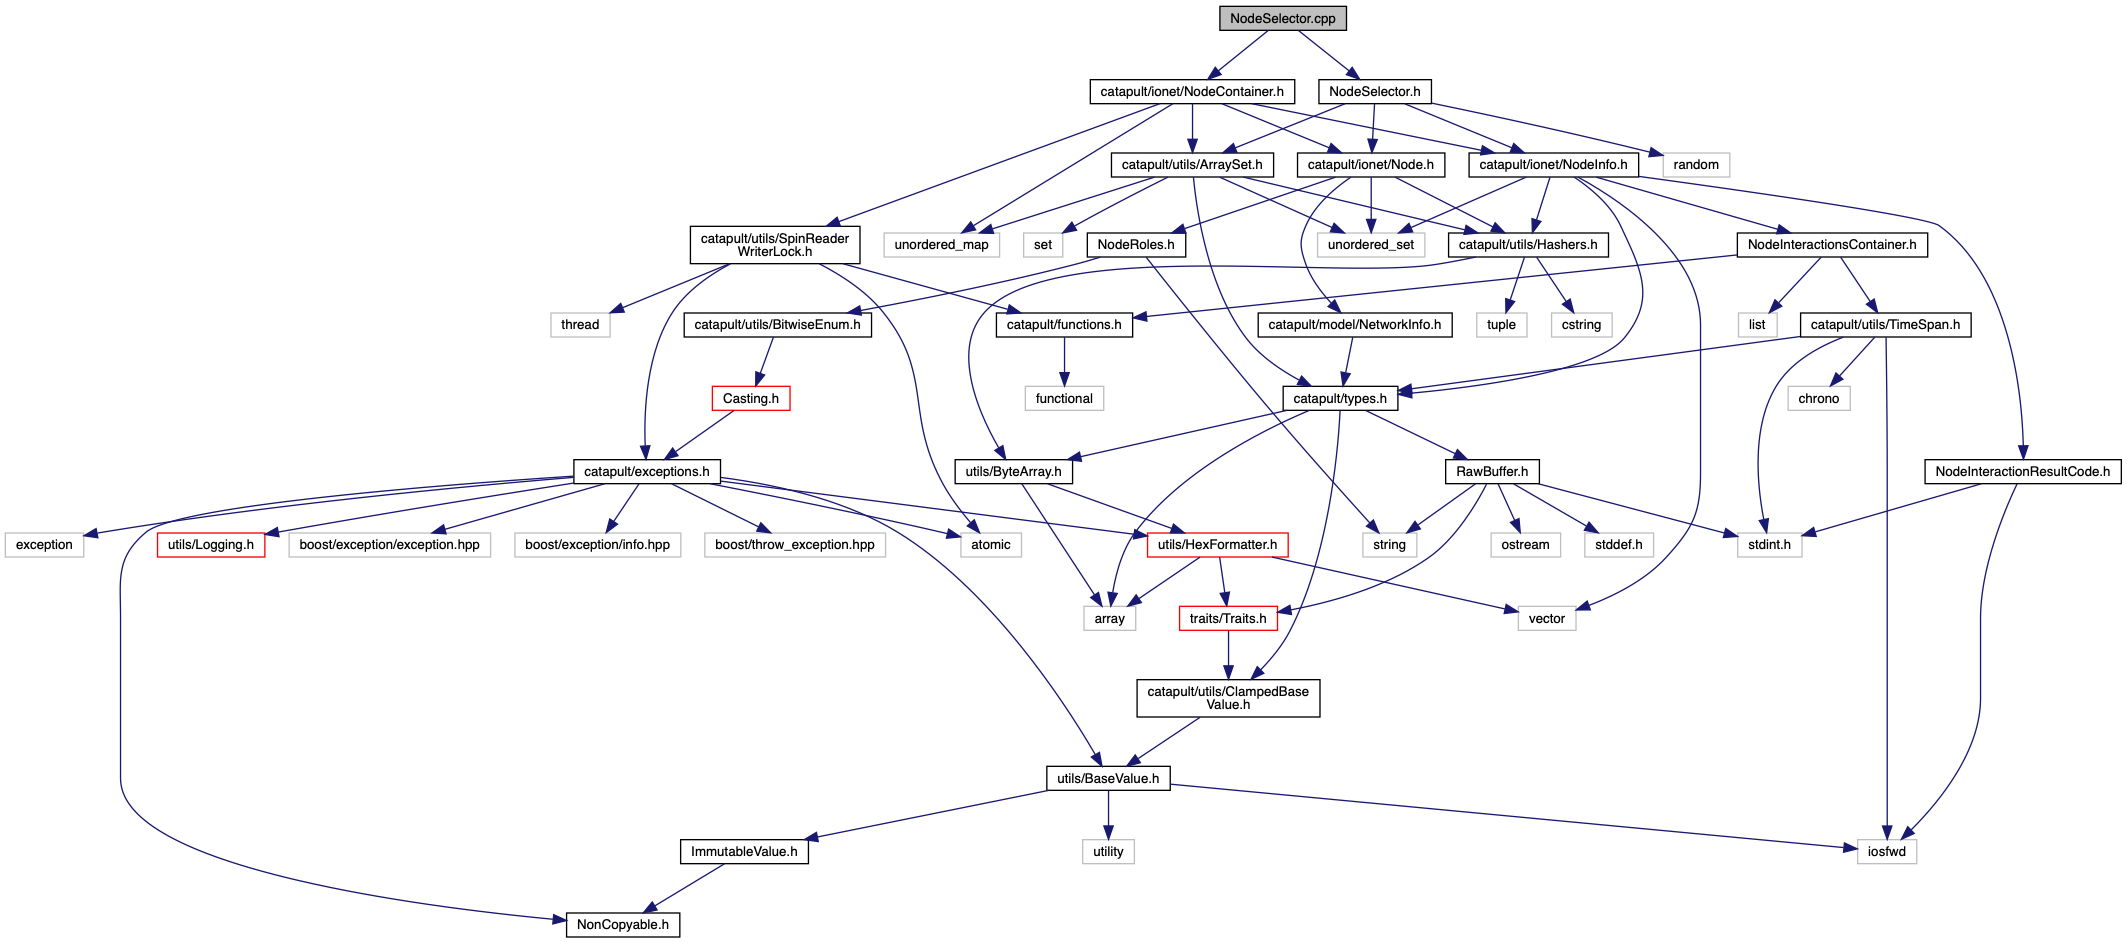 NodeSelector.cpp
catapult/ionet/NodeContainer.h
NodeSelector.h
catapult/utils/ArraySet.h
catapult/ionet/Node.h
catapult/ionet/NodeInfo.h
random
catapult/utils/SpinReader
WriterLock.h
unordered_map
set
NodeRoles.h
unordered_set
catapult/utils/Hashers.h
NodeInteractionsContainer.h
thread
catapult/utils/BitwiseEnum.h
catapult/functions.h
catapult/model/NetworkInfo.h
tuple
cstring
list
catapult/utils/TimeSpan.h
Casting.h
functional
catapult/types.h
chrono
catapult/exceptions.h
utils/ByteArray.h
RawBuffer.h
NodeInteractionResultCode.h
exception
utils/Logging.h
boost/exception/exception.hpp
boost/exception/info.hpp
boost/throw_exception.hpp
atomic
utils/HexFormatter.h
string
ostream
stddef.h
stdint.h
array
traits/Traits.h
vector
catapult/utils/ClampedBase
Value.h
utils/BaseValue.h
ImmutableValue.h
utility
iosfwd
NonCopyable.h